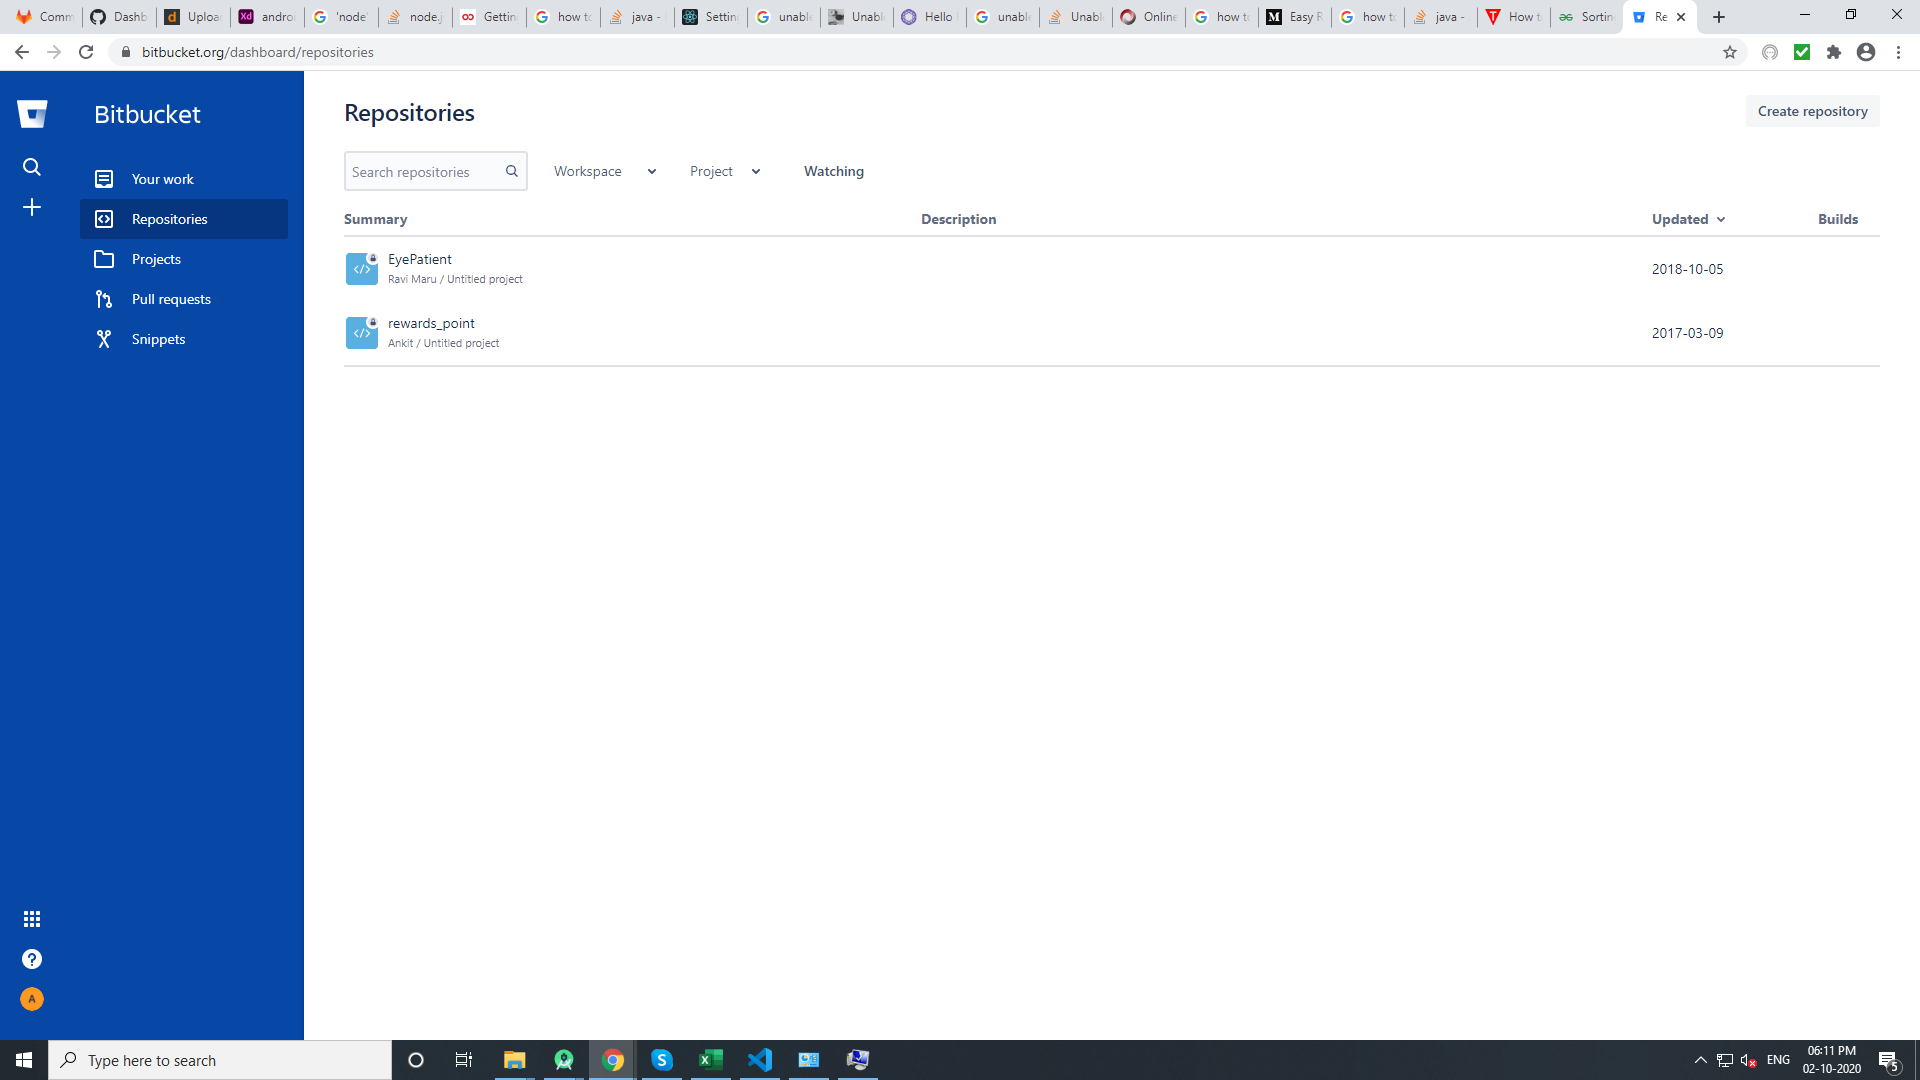 Comm Dashb Uploa Xd andro 'node' node.j Gettin how to java - Settin unable Unabl Hello unable Unabl Online how to M Easy R how to java - How t Sortin Re
bitbucket.org/dashboard/repositories
Bitbucket
Your work
Repositories
Projects
Pull requests
Snippets
A
Repositories
Create repository
Search repositories Workspace Project Watching
Summary Description Updated Builds
EyePatient
Ravi Maru / Untitled project
2018-10-05
rewards_point
Ankit / Untitled project
2017-03-09
Type here to search
ENG
06:11 PM
02-10-2020
5